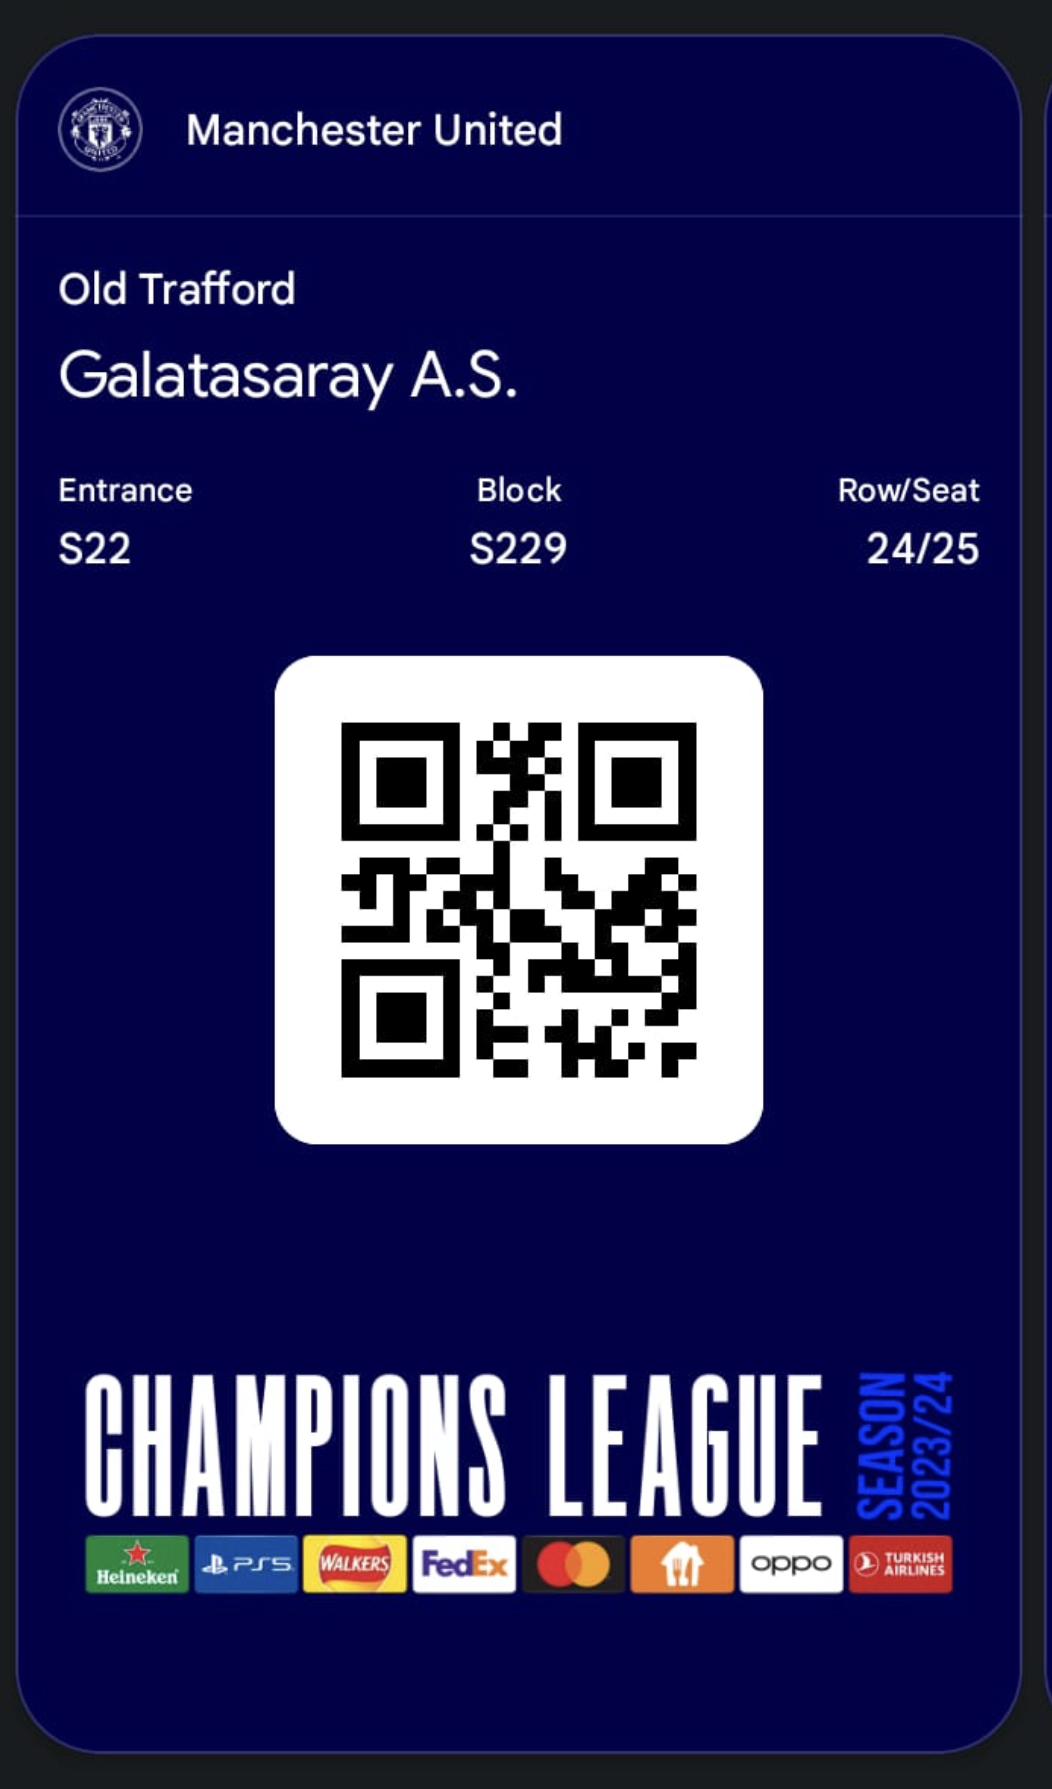 Manchester United
Old Trafford
Galatasaray A.S.
Entrance Block Row/Seat
S22 S229 24/25
CHAMPIONS LEAGUE
SEASON
2023/24
Heineken PS5 WALKERS FedEx oppo TURKISH AIRLINES